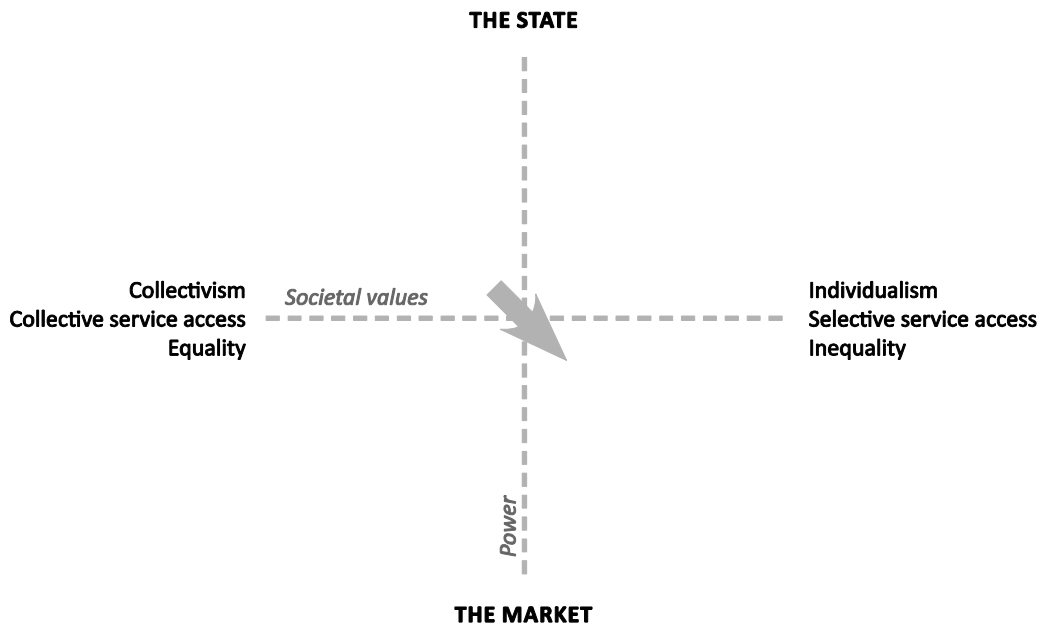 THE STATE
Collectivism
Collective service access
Equality
Societal values
Individualism
Selective service access
Inequality
Power
THE MARKET